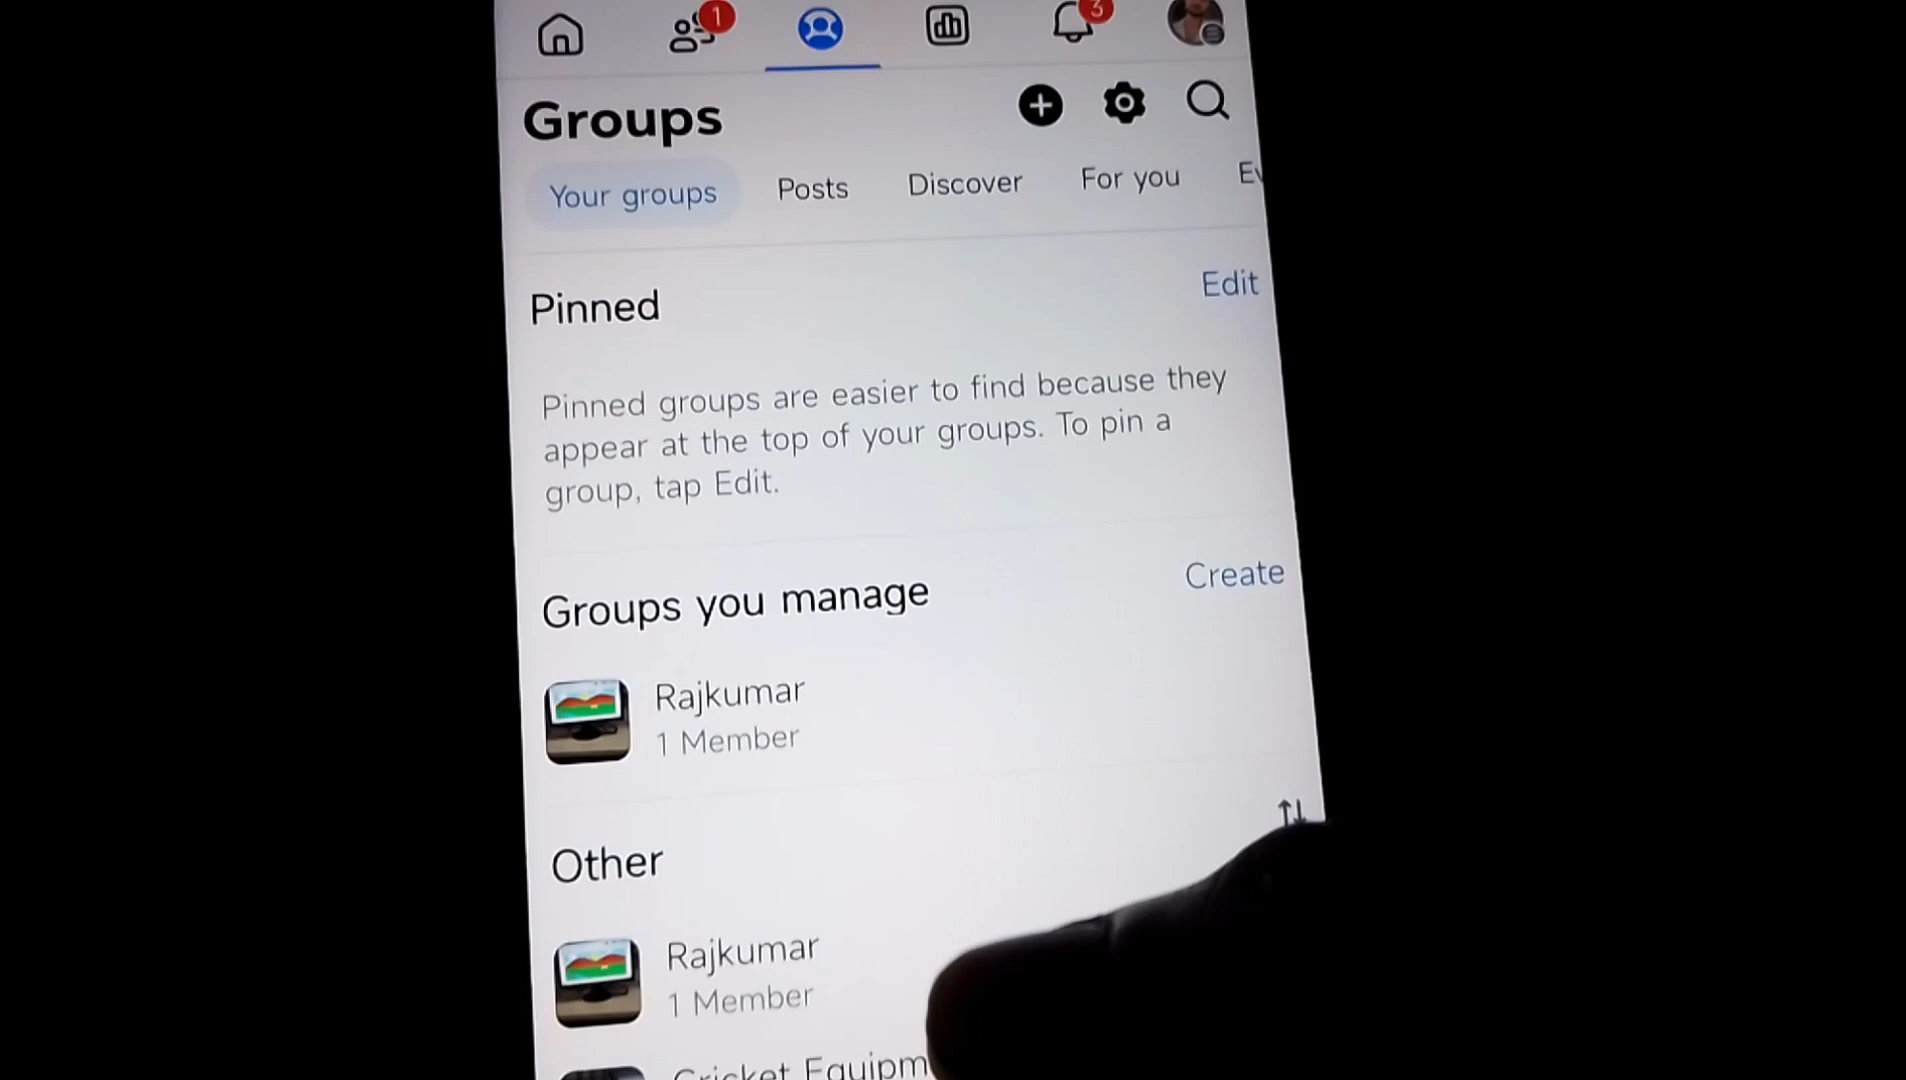 1
3
Groups
Your groups Posts Discover For you
Pinned Edit
Pinned groups are easier to find because they
appear at the top of your groups. To pin a
group, tap Edit.
Groups you manage Create
Rajkumar
1 Member
Other
Rajkumar
1 Member
Cricket